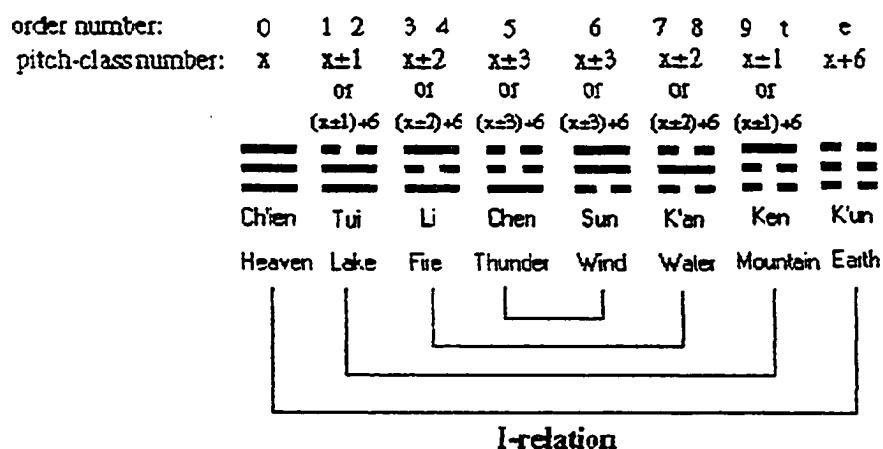 order number: 0 1 2 3 4 5 6 7 8 9 t e
pitch-class number: x x±1 x±2 x±3 x±3 x±2 x±1 x+6
or or or or or or
(x±1)+6 (x±2)+6 (x±3)+6 (x±3)+6 (x±2)+6 (x±1)+6
Ch'ien Tui Li Chen Sun K'an Ken K'un
Heaven Lake Fire Thunder Wind Water Mountain Earth
I-relation